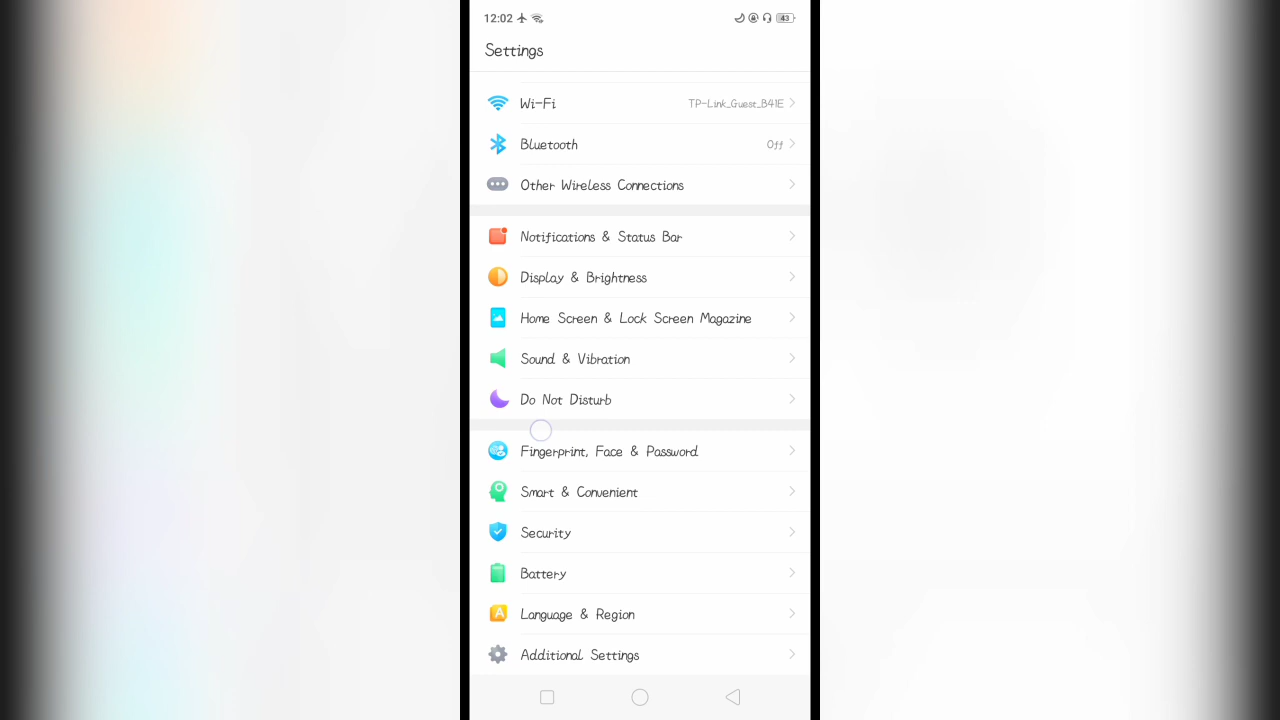 12:02
43
Settings
Wi-Fi TP-Link_Guest_B41E
Bluetooth Off
Other Wireless Connections
Notifications & Status Bar
Display & Brightness
Home Screen & Lock Screen Magazine
Sound & Vibration
Do Not Disturb
Fingerprint, Face & Password
Smart & Convenient
Security
Battery
A Language & Region
Additional Settings